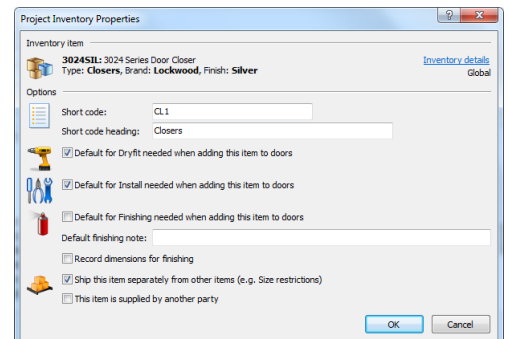 Project Inventory Properties
Inventory item
3024SIL: 3024 Series Door Closer
Inventory details
Type: Closers, Brand: Lockwood, Finish: Silver
Global
Options
Short code: CL1
Short code heading: Closers
Default for Dryfit needed when adding this item to doors
Default for Install needed when adding this item to doors
Default for Finishing needed when adding this item to doors
Default finishing note:
Record dimensions for finishing
Ship this item separately from other items (e.g. Size restrictions)
This item is supplied by another party
OK Cancel